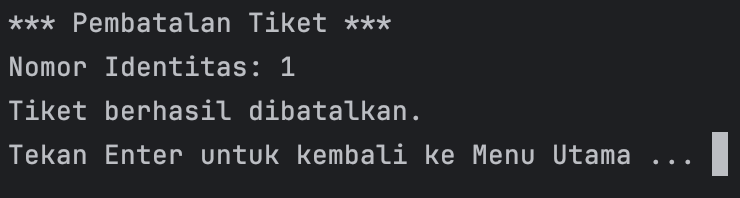 *** Pembatalan Tiket ***
Nomor Identitas: 1
Tiket berhasil dibatalkan.
Tekan Enter untuk kembali ke Menu Utama ...